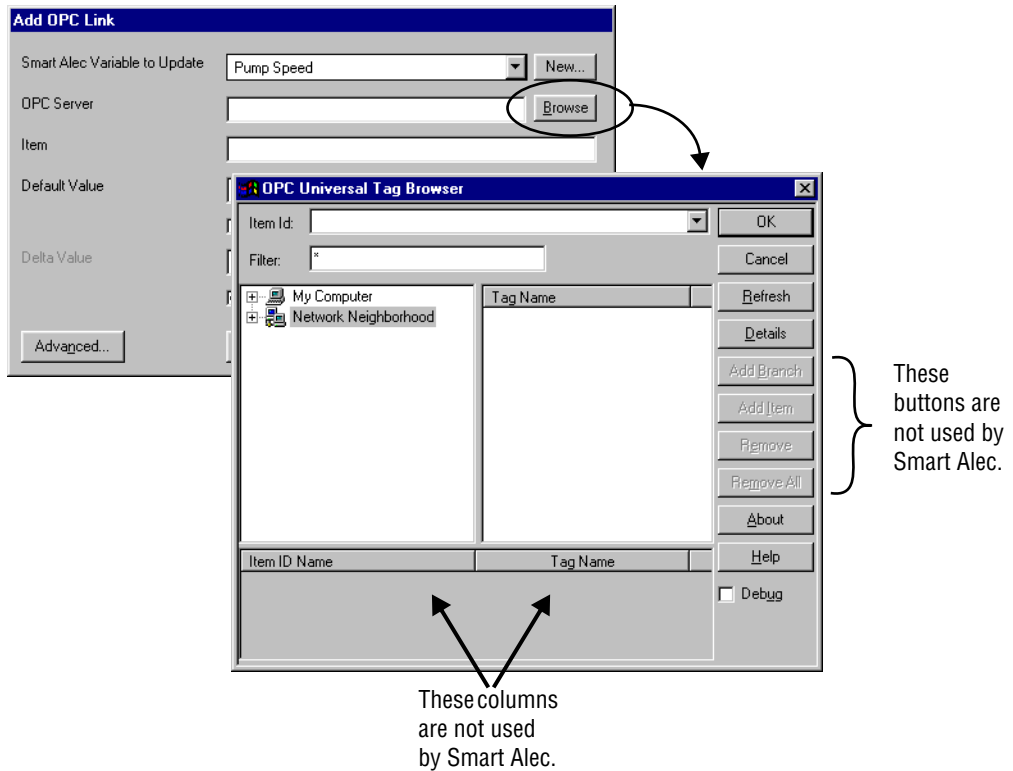 Add OPC Link
Smart Alec Variable to Update
Pump Speed
New...
OPC Server
Browse
Item
Default Value
Delta Value
Advanced...
OPC Universal Tag Browser
Item Id:
OK
Filter:
*
Cancel
My Computer
Network Neighborhood
Tag Name
Refresh
Details
Add Branch
Add Item
Remove
Remove All
About
Help
Debug
Item ID Name
Tag Name
These
buttons are
not used by
Smart Alec.
These columns
are not used
by Smart Alec.